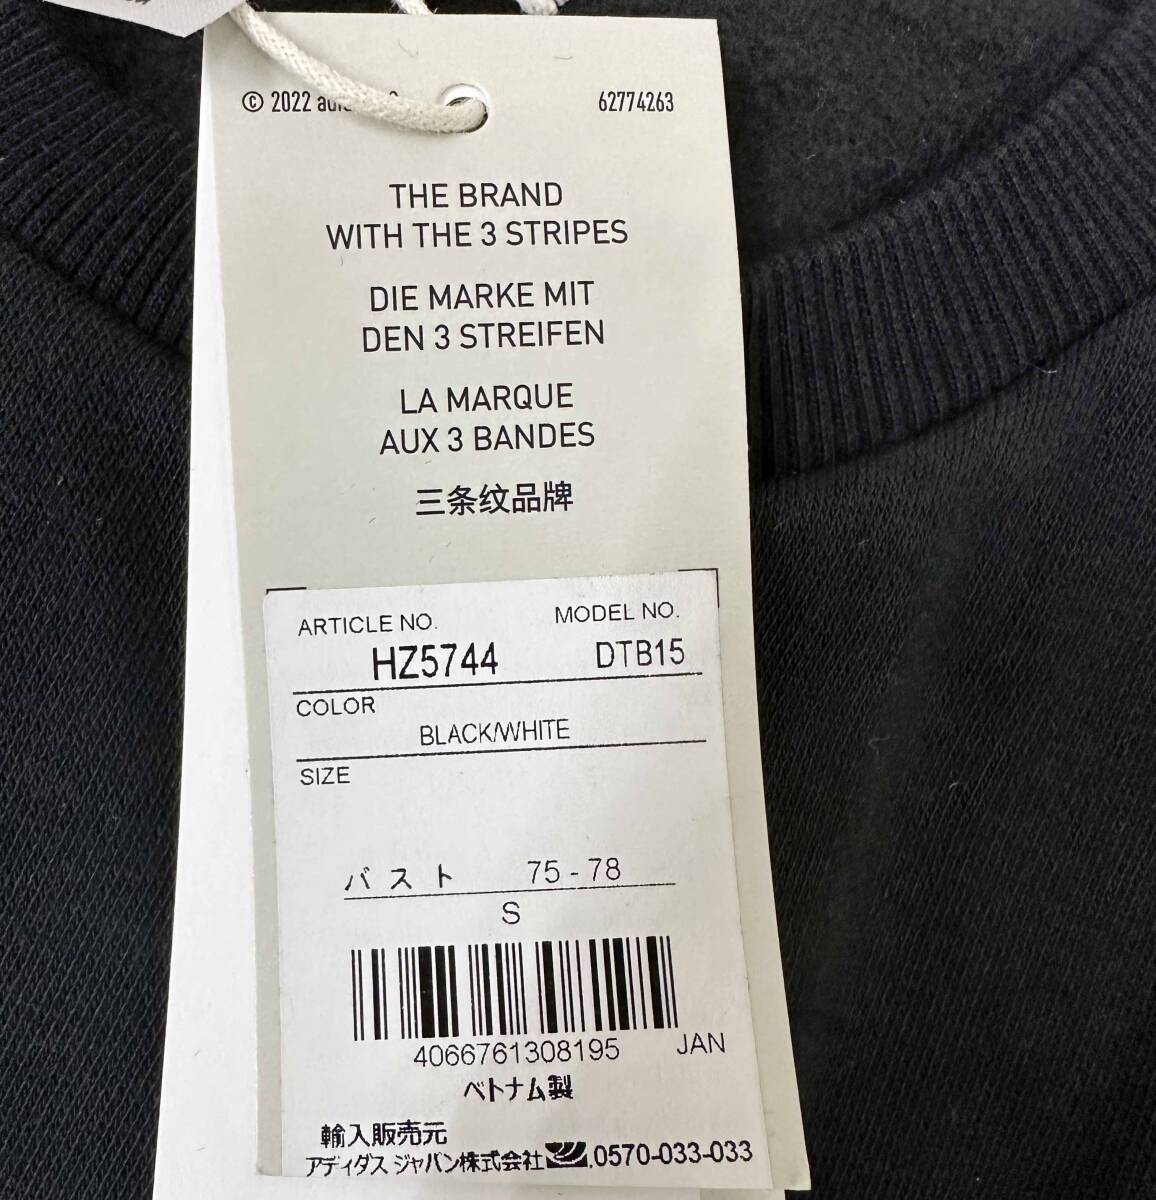 © 2022
62774263
THE BRAND
WITH THE 3 STRIPES
DIE MARKE MIT
DEN 3 STREIFEN
LA MARQUE
AUX 3 BANDES
三条纹品牌
ARTICLE NO. MODEL NO.
HZ5744 DTB15
COLOR
BLACK/WHITE
SIZE
バスト 75-78
S
4066761308195 JAN
ベトナム製
輸入販売元
アディダス ジャパン株式会社 0570-033-033